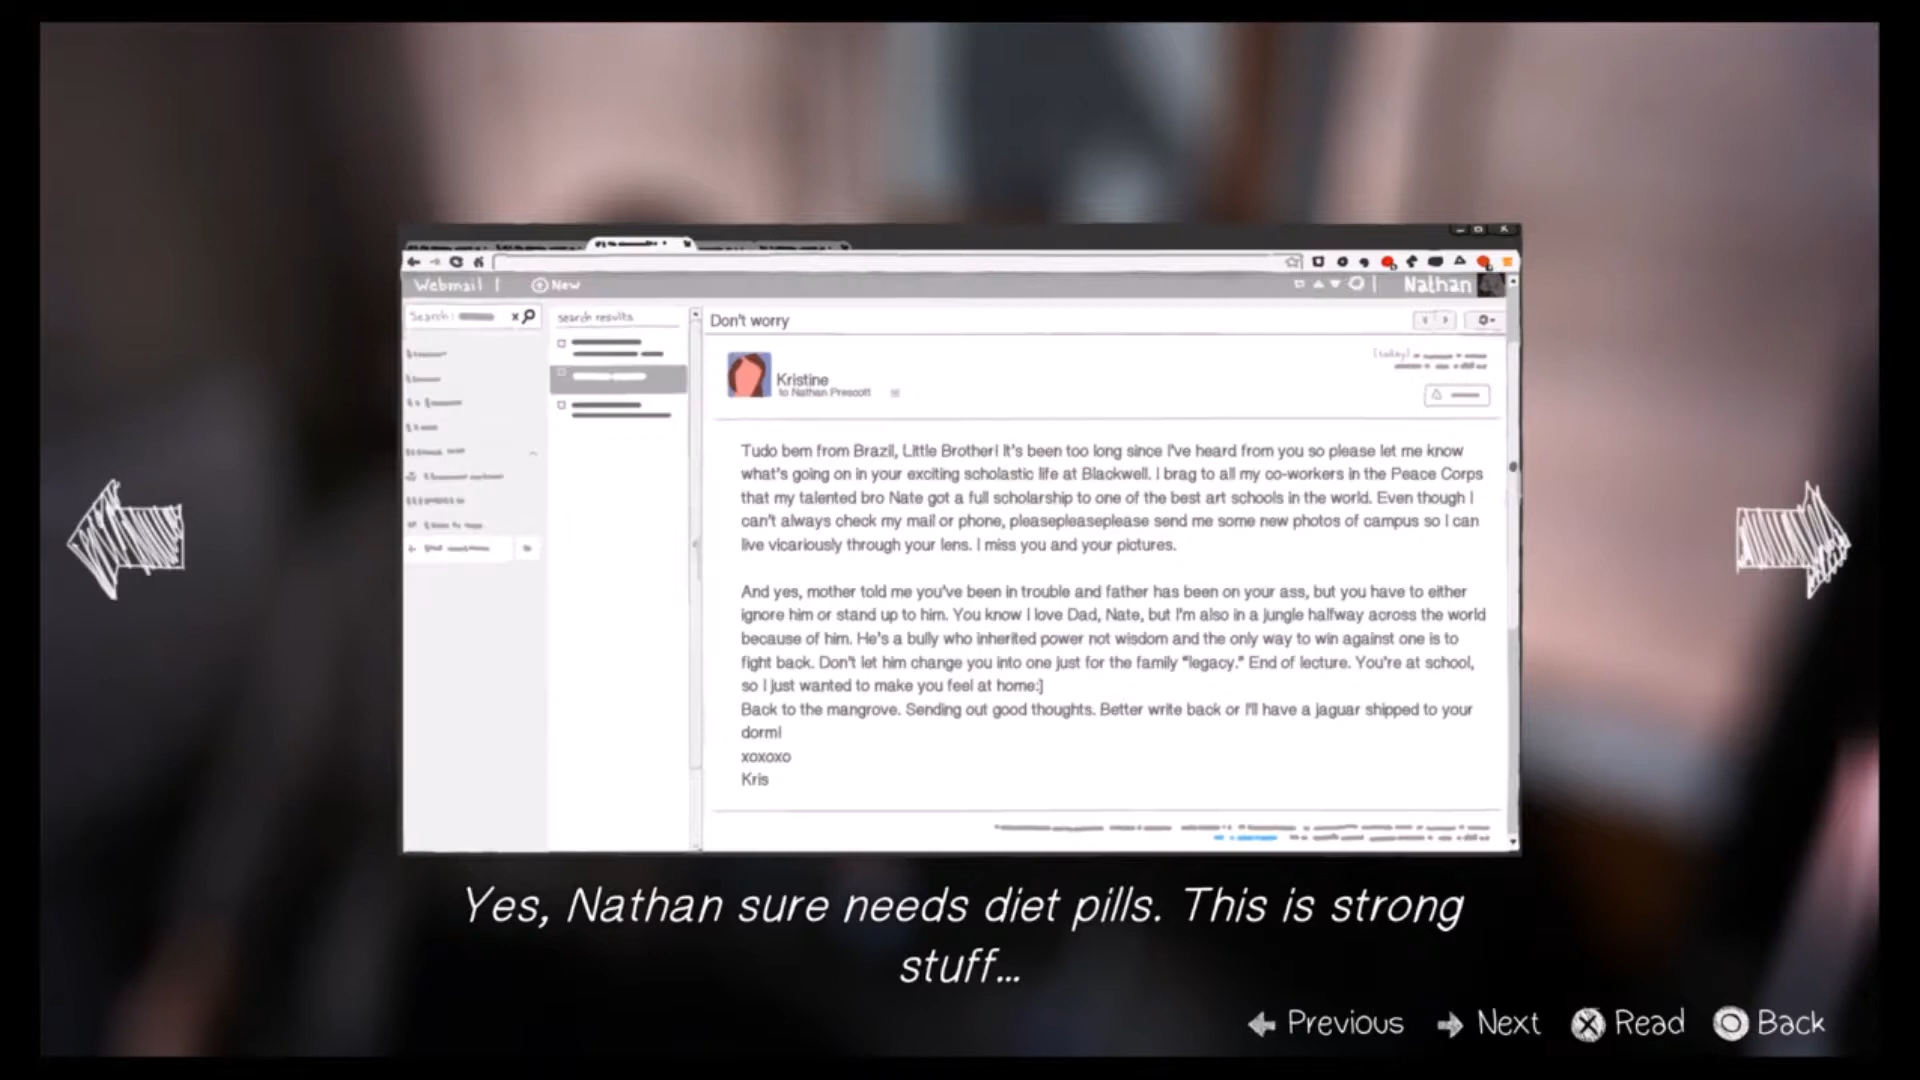 Webmail | New
Nathan
Search:
search results
Don't worry
[today]
Kristine
to Nathan Prescott
Tudo bem from Brazil, Little Brother! It's been too long since I've heard from you so please let me know
what's going on in your exciting scholastic life at Blackwell. I brag to all my co-workers in the Peace Corps
that my talented bro Nate got a full scholarship to one of the best art schools in the world. Even though I
can't always check my mail or phone, pleasepleaseplease send me some new photos of campus so I can
live vicariously through your lens. I miss you and your pictures.
And yes, mother told me you've been in trouble and father has been on your ass, but you have to either
ignore him or stand up to him. You know I love Dad, Nate, but I'm also in a jungle halfway across the world
because of him. He's a bully who inherited power not wisdom and the only way to win against one is to
fight back. Don't let him change you into one just for the family "legacy." End of lecture. You're at school,
so I just wanted to make you feel at home:]
Back to the mangrove. Sending out good thoughts. Better write back or I'll have a jaguar shipped to your
dorm!
xoxoxo
Kris
Yes, Nathan sure needs diet pills. This is strong
stuff...
Previous Next Read Back